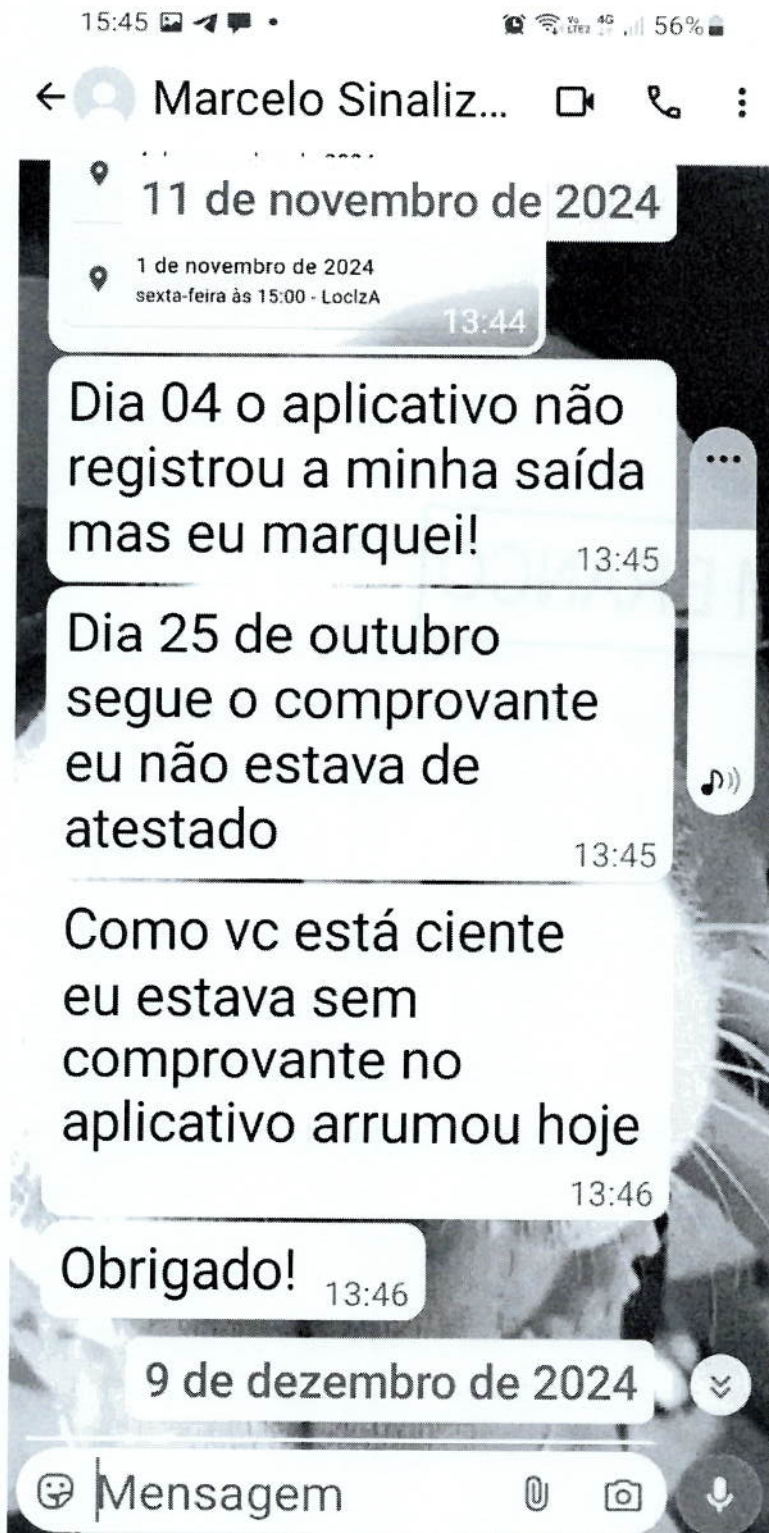 15:45
Vo LTE2 4G 56%
Marcelo Sinaliz...
11 de novembro de 2024
1 de novembro de 2024
sexta-feira às 15:00 - LoclzA
13:44
Dia 04 o aplicativo não
registrou a minha saída
mas eu marquei!
13:45
Dia 25 de outubro
segue o comprovante
eu não estava de
atestado
13:45
Como vc está ciente
eu estava sem
comprovante no
aplicativo arrumou hoje
13:46
Obrigado! 13:46
9 de dezembro de 2024
Mensagem